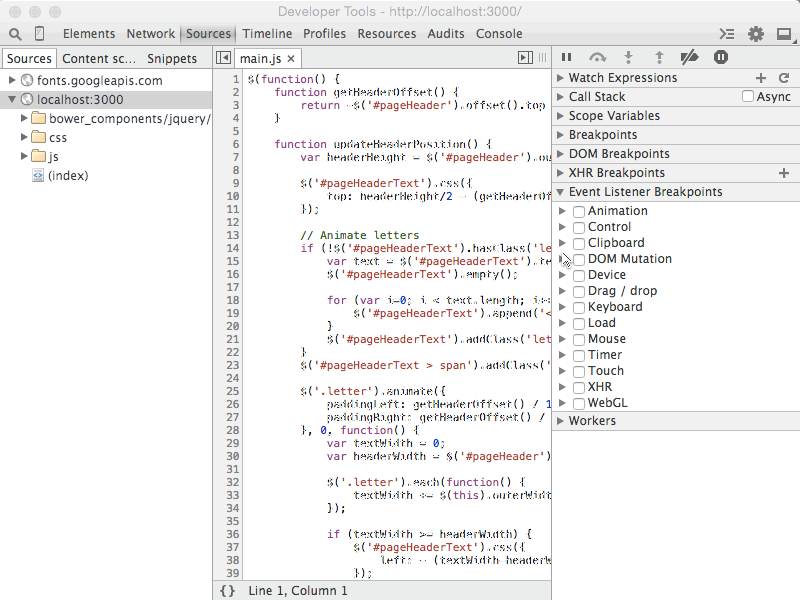 Developer Tools - http://localhost:3000/
Elements Network Sources Timeline Profiles Resources Audits Console
Sources Content sc... Snippets
main.js ×
fonts.googleapis.com
localhost:3000
bower_components/jquery/
css
js
(index)
1 $(function() {
2 function getHeaderOffset() {
3 return -$('#pageHeader').offset().top
4 }
5
6 function updateHeaderPosition() {
7 var headerHeight = $('#pageHeader').ou
8
9 $('#pageHeaderText').css({
10 top: headerHeight/2 - (getHeaderOf
11 });
12
13 // Animate letters
14 if (!$('#pageHeaderText').hasClass('le
15 var text = $('#pageHeaderText').te
16 $('#pageHeaderText').empty();
17
18 for (var i=0; i < text.length; i++
19 $('#pageHeaderText').append('<
20 }
21 $('#pageHeaderText').addClass('let
22 }
23 $('#pageHeaderText > span').addClass('
24
25 $('.letter').animate({
26 paddingLeft: getHeaderOffset() / 1
27 paddingRight: getHeaderOffset() /
28 }, 0, function() {
29 var textWidth = 0;
30 var headerWidth = $('#pageHeader')
31
32 $('.letter').each(function() {
33 textWidth += $(this).outerWidt
34 });
35
36 if (textWidth >= headerWidth) {
37 $('#pageHeaderText').css({
38 left: - (textWidth-headerW
39 });
{} Line 1, Column 1
Watch Expressions
Call Stack Async
Scope Variables
Breakpoints
DOM Breakpoints
XHR Breakpoints
Event Listener Breakpoints
Animation
Control
Clipboard
DOM Mutation
Device
Drag / drop
Keyboard
Load
Mouse
Timer
Touch
XHR
WebGL
Workers